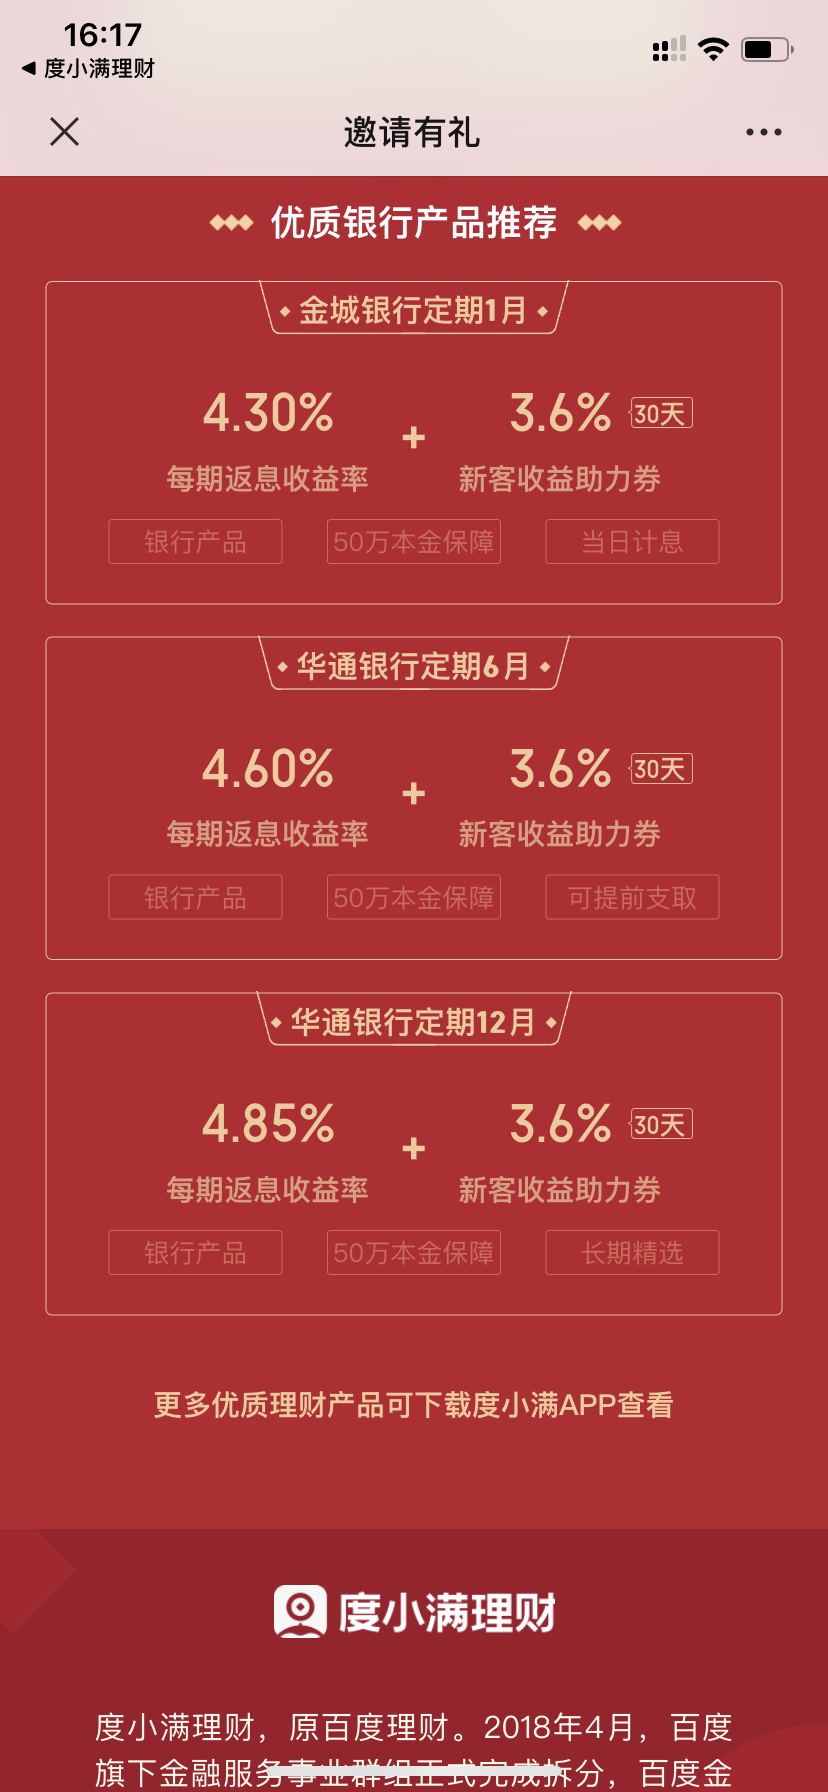 16:17
度小满理财
邀请有礼
优质银行产品推荐
金城银行定期1月
4.30% + 3.6% 30天
每期返息收益率 新客收益助力券
银行产品 50万本金保障 当日计息
华通银行定期6月
4.60% + 3.6% 30天
每期返息收益率 新客收益助力券
银行产品 50万本金保障 可提前支取
华通银行定期12月
4.85% + 3.6% 30天
每期返息收益率 新客收益助力券
银行产品 50万本金保障 长期精选
更多优质理财产品可下载度小满APP查看
度小满理财
度小满理财，原百度理财。2018年4月，百度
旗下金融服务事业群组正式完成拆分，百度金